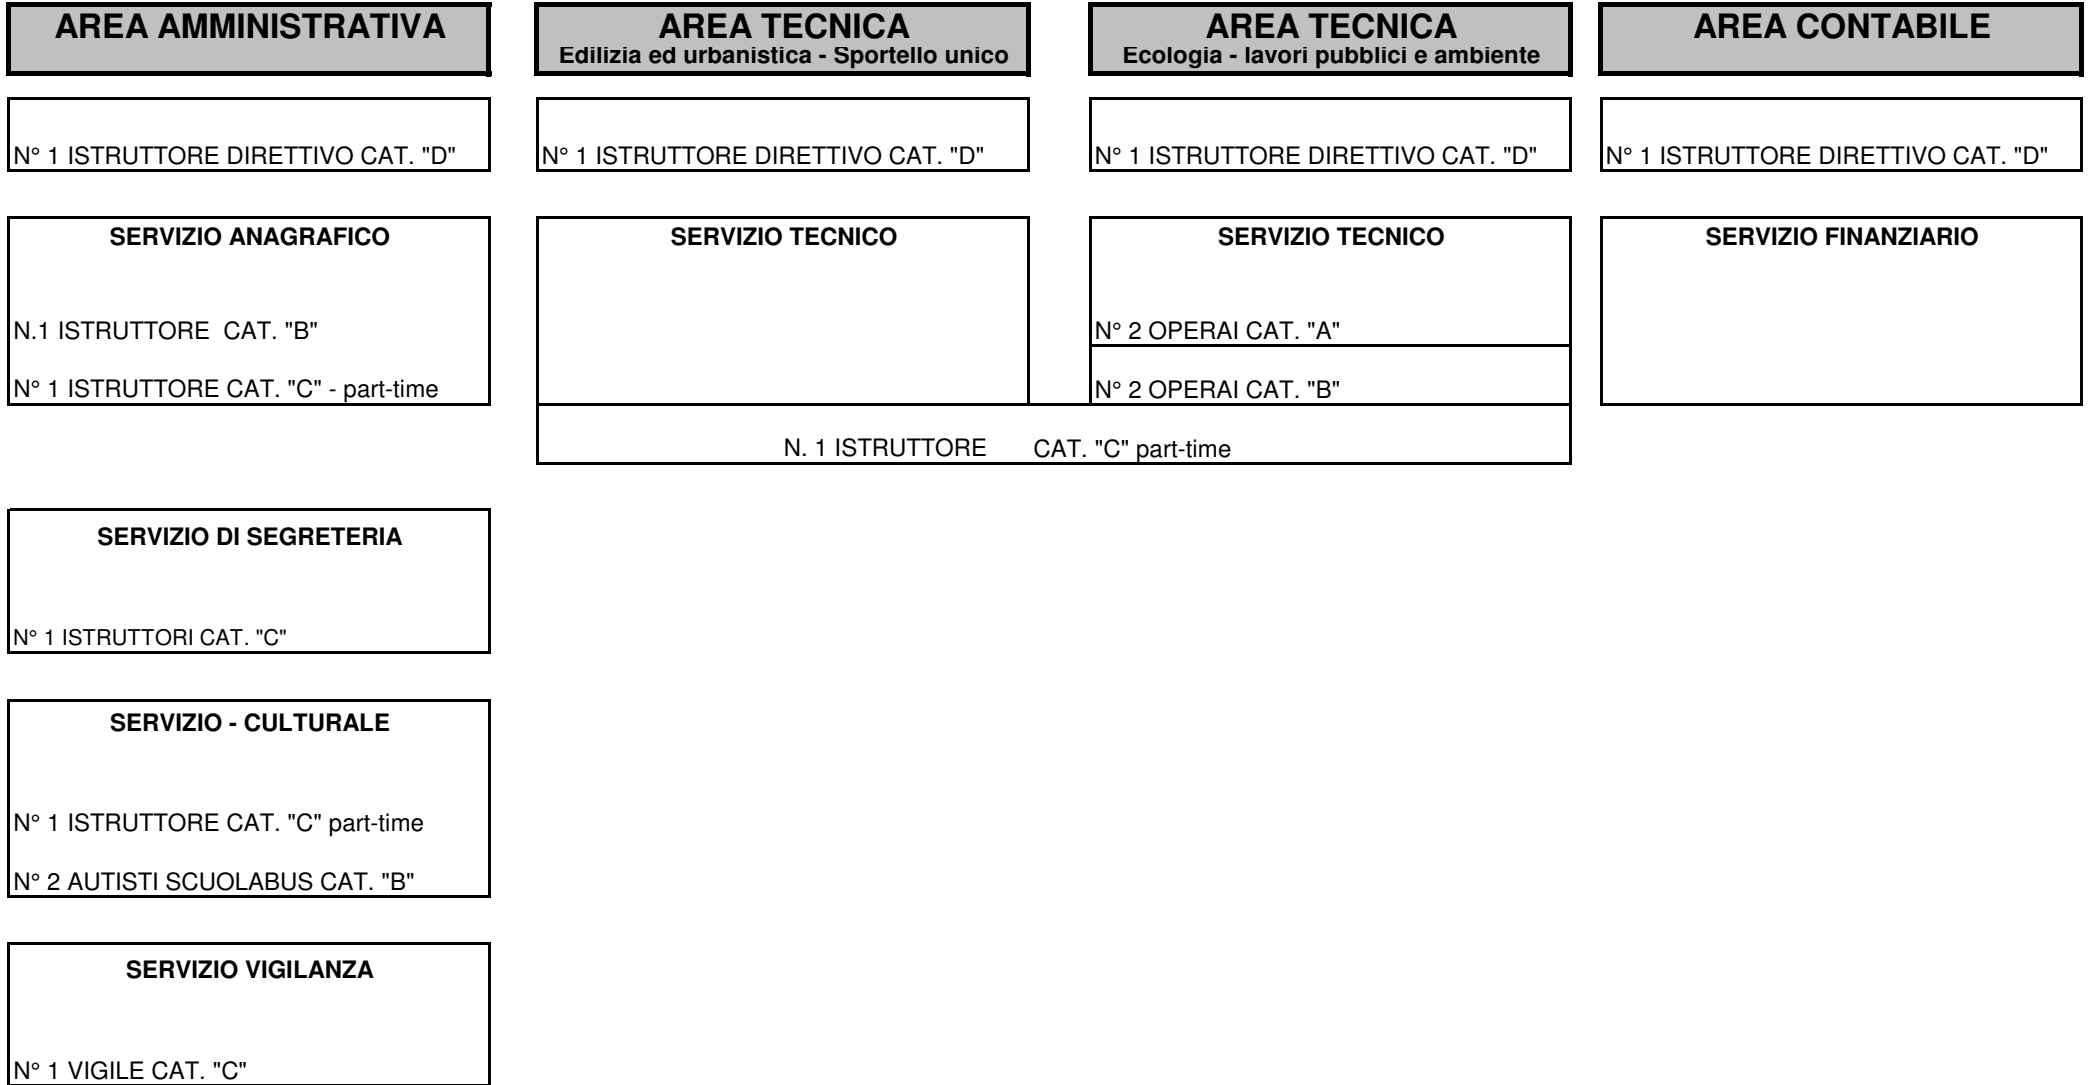 AREA AMMINISTRATIVA
AREA TECNICA
Edilizia ed urbanistica - Sportello unico
AREA TECNICA
Ecologia - lavori pubblici e ambiente
AREA CONTABILE
N° 1 ISTRUTTORE DIRETTIVO CAT. "D"
N° 1 ISTRUTTORE DIRETTIVO CAT. "D"
N° 1 ISTRUTTORE DIRETTIVO CAT. "D"
N° 1 ISTRUTTORE DIRETTIVO CAT. "D"
SERVIZIO ANAGRAFICO
N.1 ISTRUTTORE CAT. "B"
N° 1 ISTRUTTORE CAT. "C" - part-time
SERVIZIO TECNICO
SERVIZIO TECNICO
N° 2 OPERAI CAT. "A"
N° 2 OPERAI CAT. "B"
N. 1 ISTRUTTORE CAT. "C" part-time
SERVIZIO FINANZIARIO
SERVIZIO DI SEGRETERIA
N° 1 ISTRUTTORI CAT. "C"
SERVIZIO - CULTURALE
N° 1 ISTRUTTORE CAT. "C" part-time
N° 2 AUTISTI SCUOLABUS CAT. "B"
SERVIZIO VIGILANZA
N° 1 VIGILE CAT. "C"